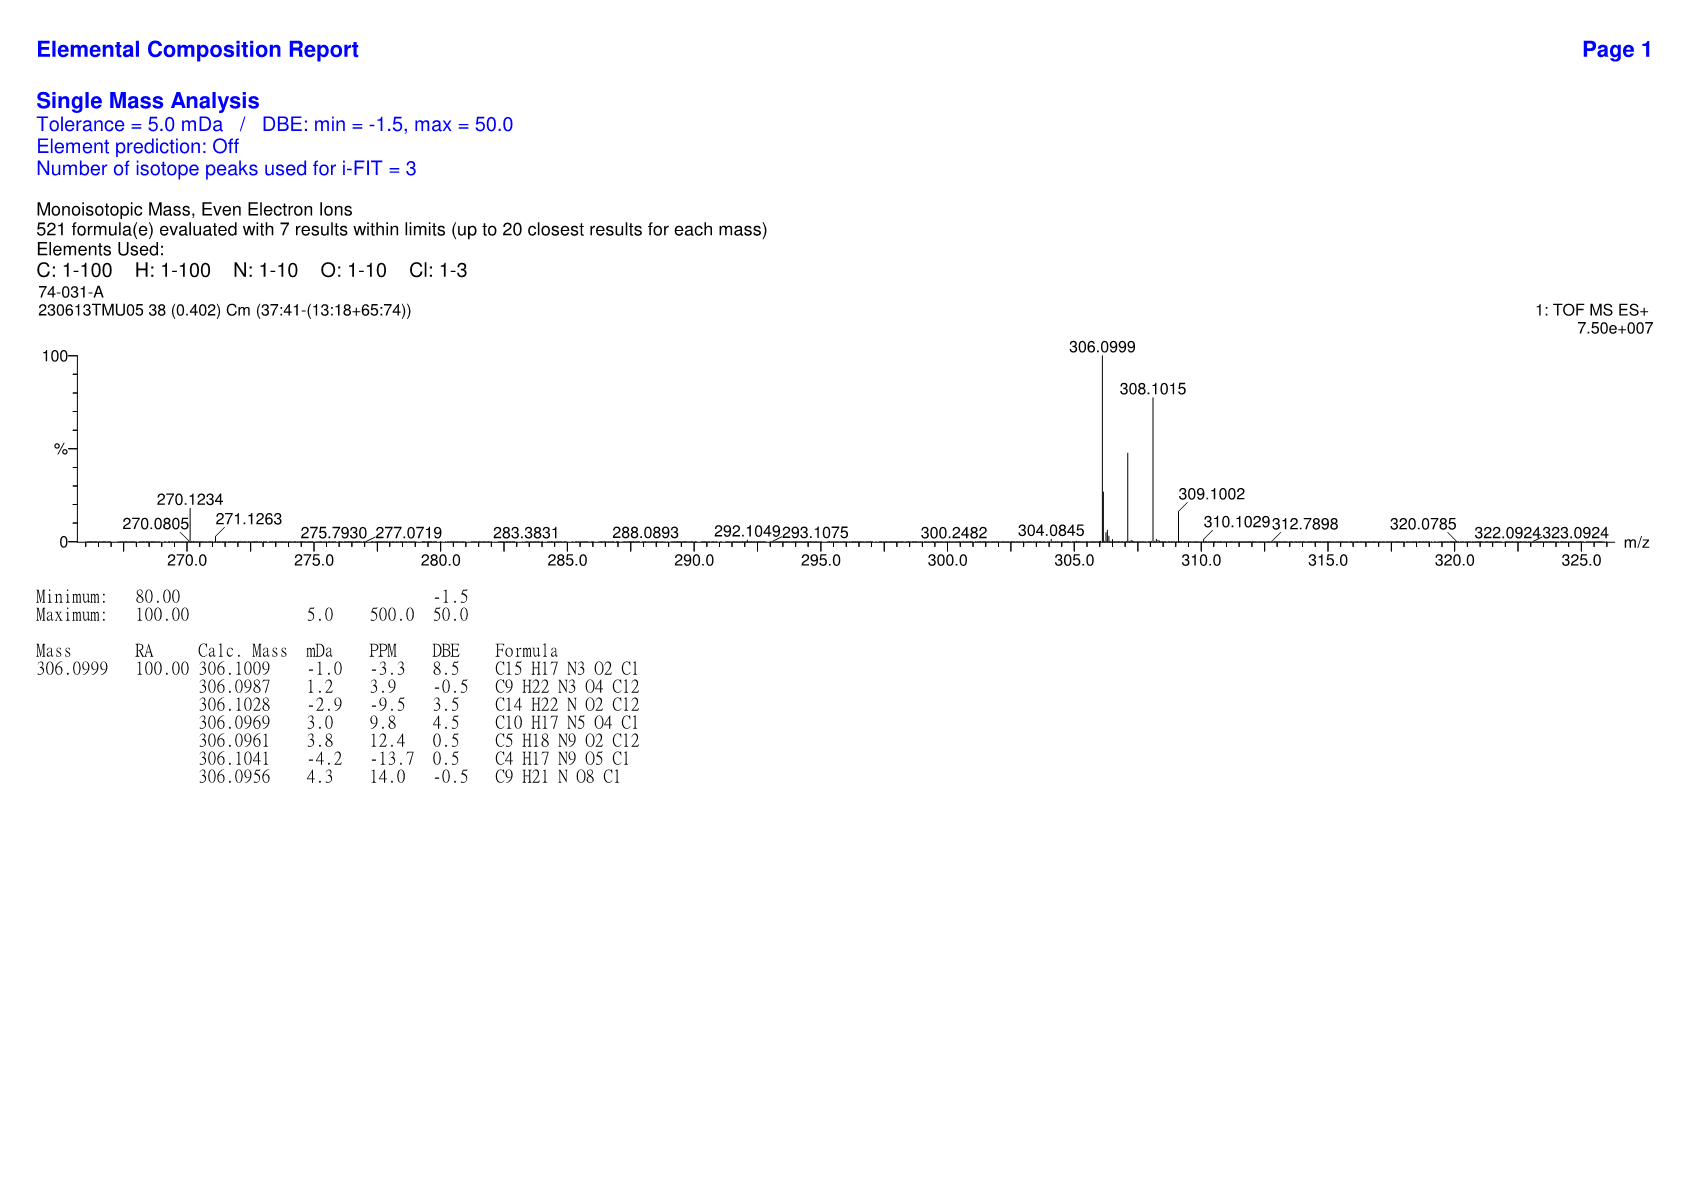 Elemental Composition Report Page 1
Single Mass Analysis
Tolerance = 5.0 mDa / DBE: min = -1.5, max = 50.0
Element prediction: Off
Number of isotope peaks used for i-FIT = 3
Monoisotopic Mass, Even Electron Ions
521 formula(e) evaluated with 7 results within limits (up to 20 closest results for each mass)
Elements Used:
C: 1-100 H: 1-100 N: 1-10 O: 1-10 Cl: 1-3
74-031-A
230613TMU05 38 (0.402) Cm (37:41-(13:18+65:74)) 1: TOF MS ES+
7.50e+007
306.0999
100
308.1015
%
270.1234 309.1002
270.0805 271.1263 275.7930 277.0719 283.3831 288.0893 292.1049 293.1075 300.2482 304.0845 310.1029 312.7898 320.0785 322.0924 323.0924
0 m/z
270.0 275.0 280.0 285.0 290.0 295.0 300.0 305.0 310.0 315.0 320.0 325.0
Minimum: 80.00 -1.5
Maximum: 100.00 5.0 500.0 50.0
Mass RA Calc. Mass mDa PPM DBE Formula
306.0999 100.00 306.1009 -1.0 -3.3 8.5 C15 H17 N3 O2 Cl
306.0987 1.2 3.9 -0.5 C9 H22 N3 O4 Cl2
306.1028 -2.9 -9.5 3.5 C14 H22 N O2 Cl2
306.0969 3.0 9.8 4.5 C10 H17 N5 O4 Cl
306.0961 3.8 12.4 0.5 C5 H18 N9 O2 Cl2
306.1041 -4.2 -13.7 0.5 C4 H17 N9 O5 Cl
306.0956 4.3 14.0 -0.5 C9 H21 N O8 Cl